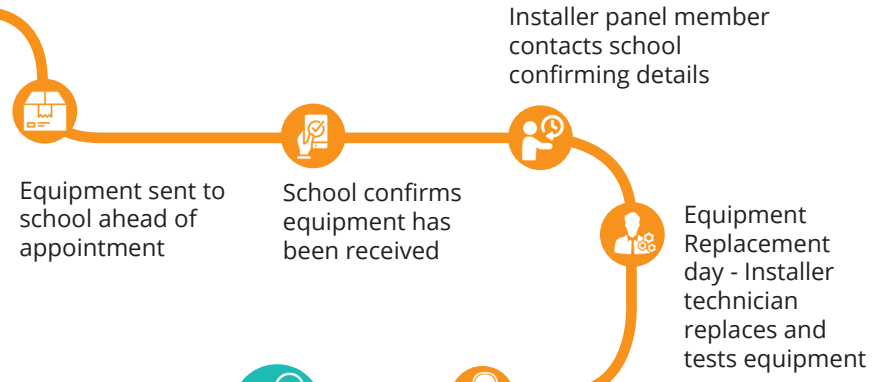 Installer panel member
contacts school
confirming details
Equipment sent to
school ahead of
appointment
School confirms
equipment has
been received
Equipment
Replacement
day - Installer
technician
replaces and
tests equipment